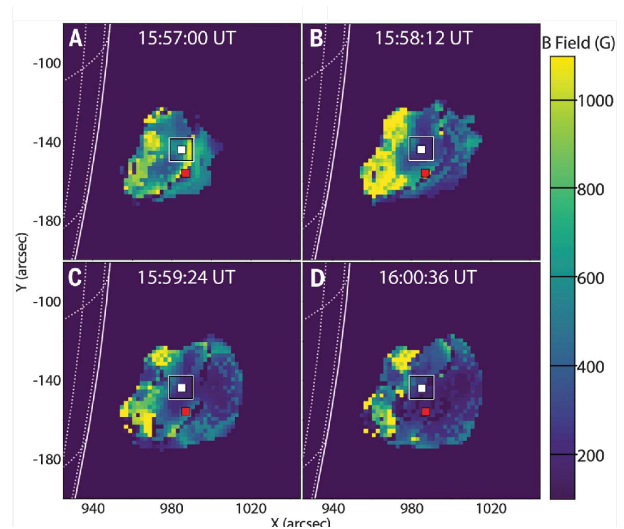 A 15:57:00 UT
B 15:58:12 UT
B Field (G)
-100
-140
-180
1000
800
600
400
200
Y (arcsec)
C 15:59:24 UT
D 16:00:36 UT
-100
-140
-180
940 980 1020
940 980 1020
X (arcsec)